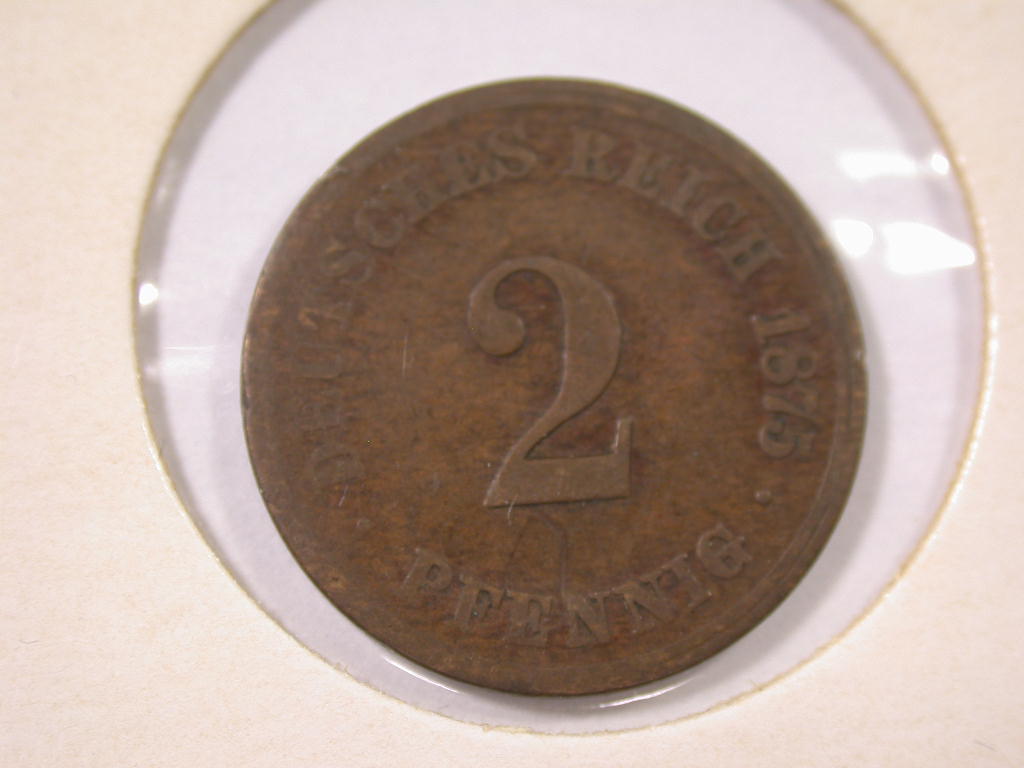 DEUTSCHES REICH 1875
2
PFENNIG